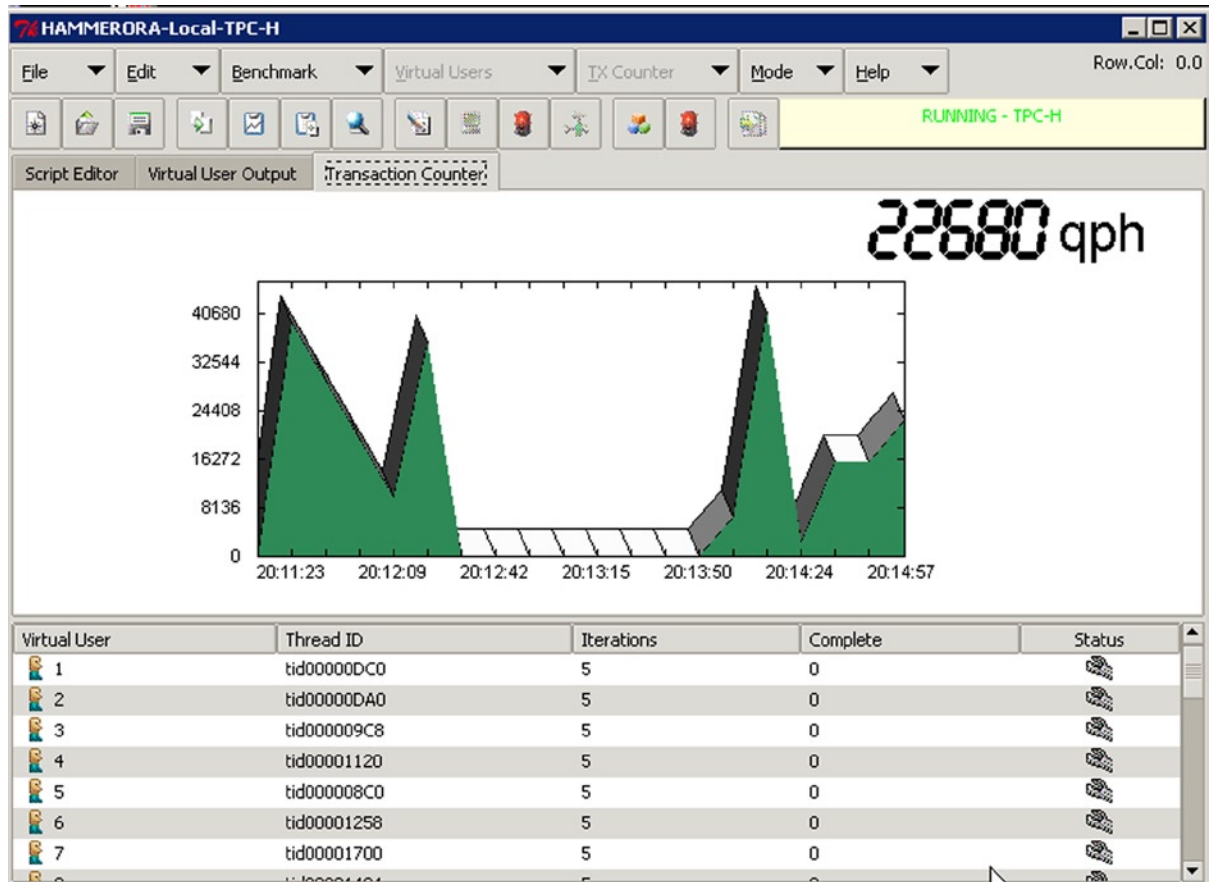 HAMMERORA-Local-TPC-H
File Edit Benchmark Virtual Users TX Counter Mode Help Row.Col: 0.0
RUNNING - TPC-H
Script Editor Virtual User Output Transaction Counter
22680 qph
40680
32544
24408
16272
8136
0
20:11:23 20:12:09 20:12:42 20:13:15 20:13:50 20:14:24 20:14:57
Virtual User Thread ID Iterations Complete Status
1 tid00000DC0 5 0
2 tid00000DA0 5 0
3 tid000009C8 5 0
4 tid00001120 5 0
5 tid000008C0 5 0
6 tid00001258 5 0
7 tid00001700 5 0